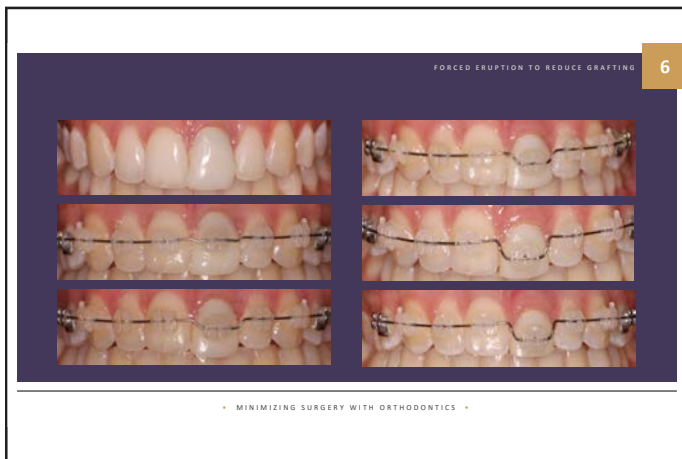 FORCED ERUPTION TO REDUCE GRAFTING 6
• MINIMIZING SURGERY WITH ORTHODONTICS •